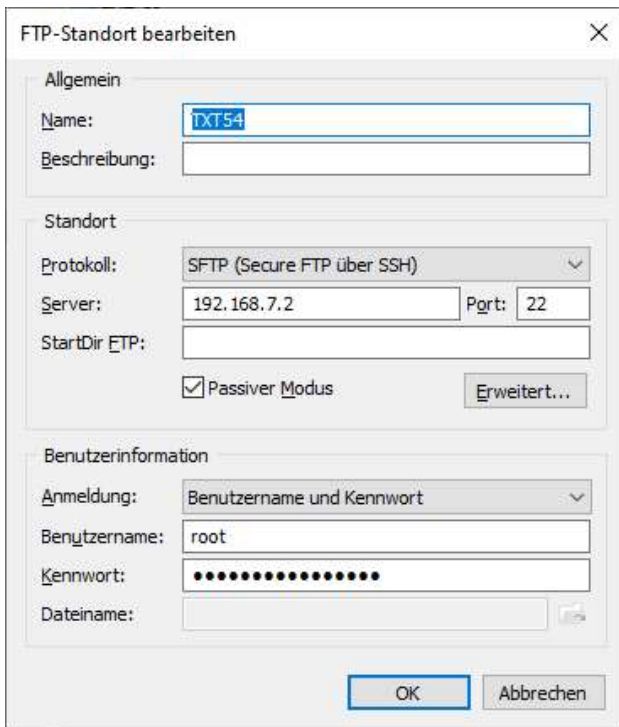 FTP-Standort bearbeiten
Allgemein
Name: TXT54
Beschreibung:
Standort
Protokoll: SFTP (Secure FTP über SSH)
Server: 192.168.7.2 Port: 22
StartDir FTP:
Passiver Modus Erweitert...
Benutzerinformation
Anmeldung: Benutzername und Kennwort
Benutzername: root
Kennwort: ●●●●●●●●●●●●●●●●
Dateiname:
OK Abbrechen